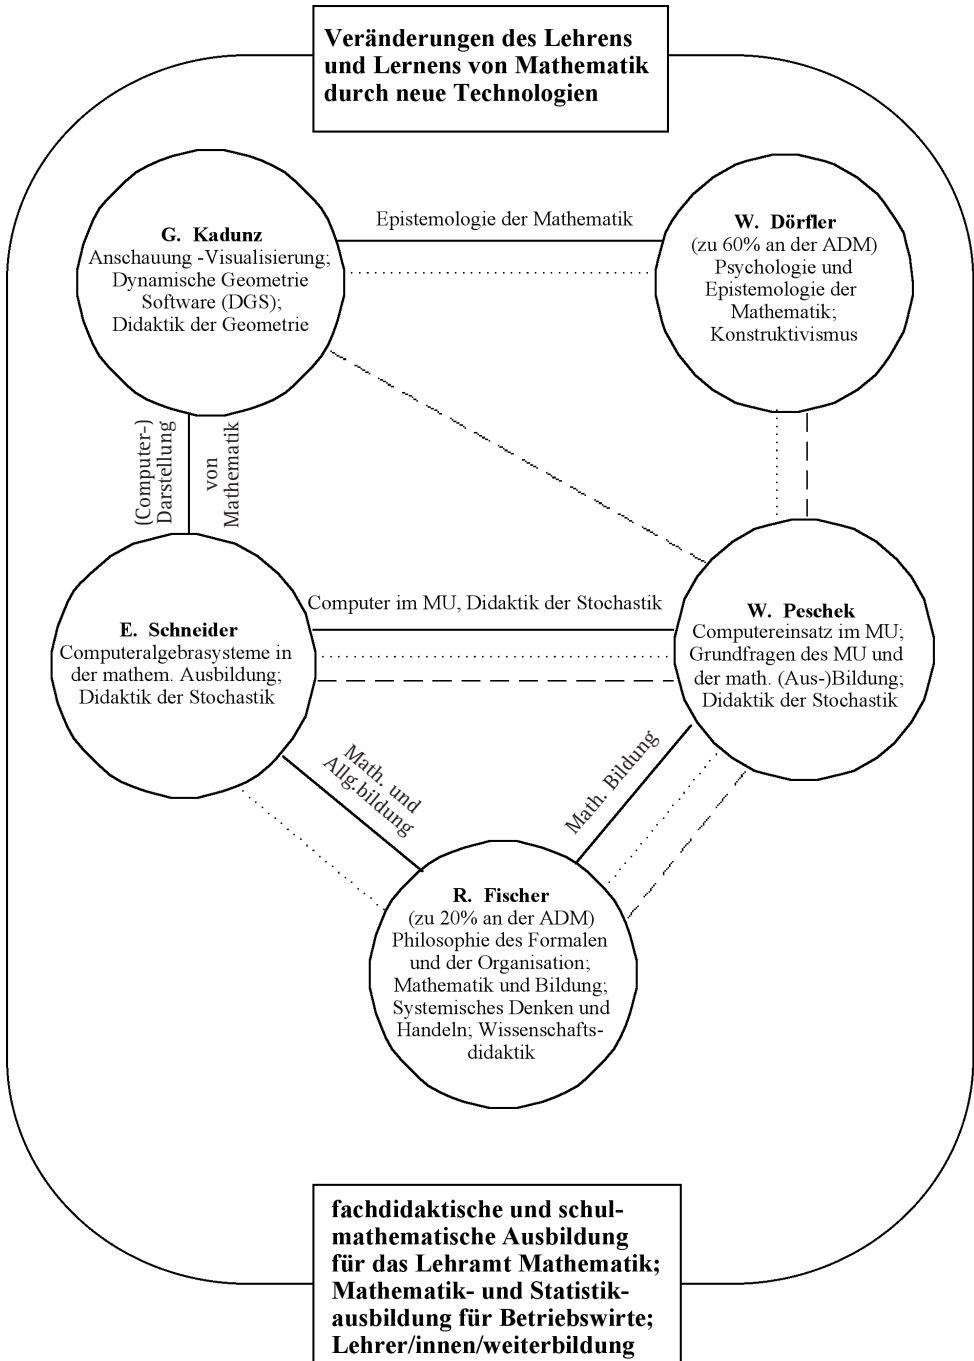 Veränderungen des Lehrens
und Lernens von Mathematik
durch neue Technologien
G. Kadunz
Anschauung -Visualisierung;
Dynamische Geometrie
Software (DGS);
Didaktik der Geometrie
Epistemologie der Mathematik
W. Dörfler
(zu 60% an der ADM)
Psychologie und
Epistemologie der
Mathematik;
Konstruktivismus
(Computer-)
Darstellung
von
Mathematik
E. Schneider
Computeralgebrasysteme in
der mathem. Ausbildung;
Didaktik der Stochastik
Computer im MU, Didaktik der Stochastik
W. Peschek
Computereinsatz im MU;
Grundfragen des MU und
der math. (Aus-)Bildung;
Didaktik der Stochastik
Math. und
Allg.bildung
Math. Bildung
R. Fischer
(zu 20% an der ADM)
Philosophie des Formalen
und der Organisation;
Mathematik und Bildung;
Systemisches Denken und
Handeln; Wissenschafts-
didaktik
fachdidaktische und schul-
mathematische Ausbildung
für das Lehramt Mathematik;
Mathematik- und Statistik-
ausbildung für Betriebswirte;
Lehrer/innen/weiterbildung